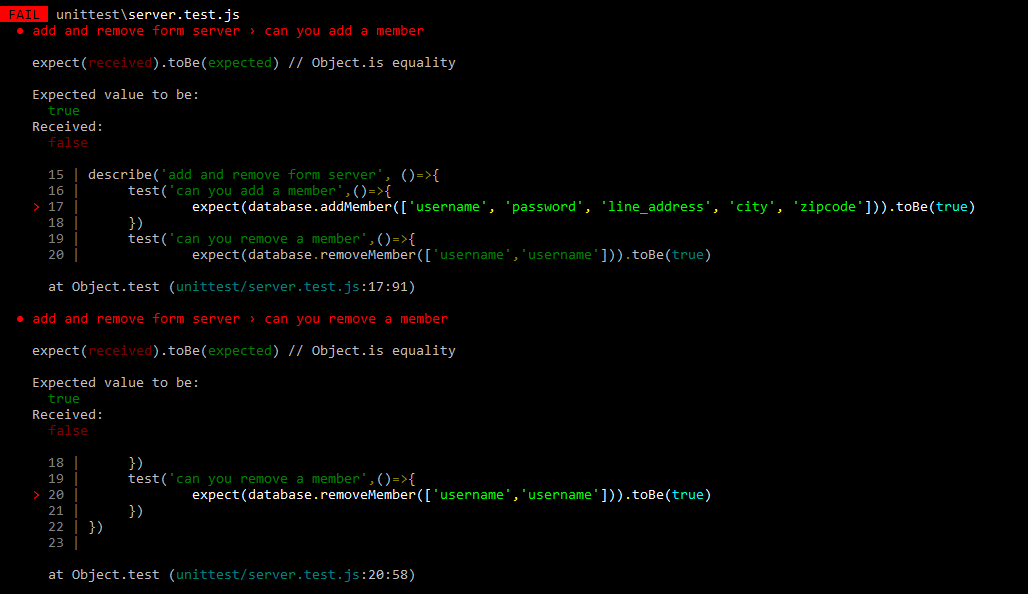 FAIL unittest\server.test.js
● add and remove form server › can you add a member
expect(received).toBe(expected) // Object.is equality
Expected value to be:
true
Received:
false
15 | describe('add and remove form server', ()=>{
16 | test('can you add a member',()=>{
> 17 | expect(database.addMember(['username', 'password', 'line_address', 'city', 'zipcode'])).toBe(true)
18 | })
19 | test('can you remove a member',()=>{
20 | expect(database.removeMember(['username','username'])).toBe(true)
at Object.test (unittest/server.test.js:17:91)
● add and remove form server › can you remove a member
expect(received).toBe(expected) // Object.is equality
Expected value to be:
true
Received:
false
18 | })
19 | test('can you remove a member',()=>{
> 20 | expect(database.removeMember(['username','username'])).toBe(true)
21 | })
22 | })
23 |
at Object.test (unittest/server.test.js:20:58)